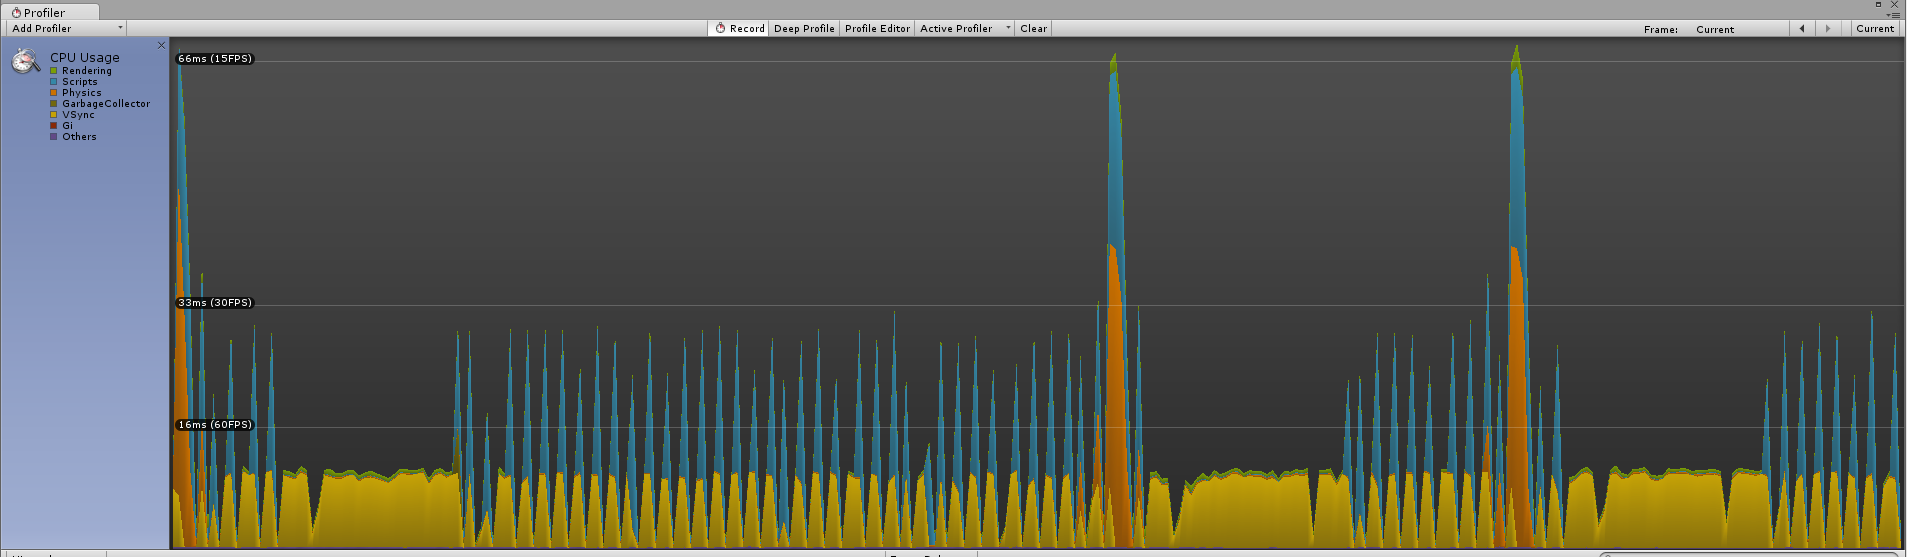 Profiler
Add Profiler
Record Deep Profile Profile Editor Active Profiler Clear
Frame: Current
Current
CPU Usage
Rendering
Scripts
Physics
GarbageCollector
VSync
Gi
Others
66ms (15FPS)
33ms (30FPS)
16ms (60FPS)